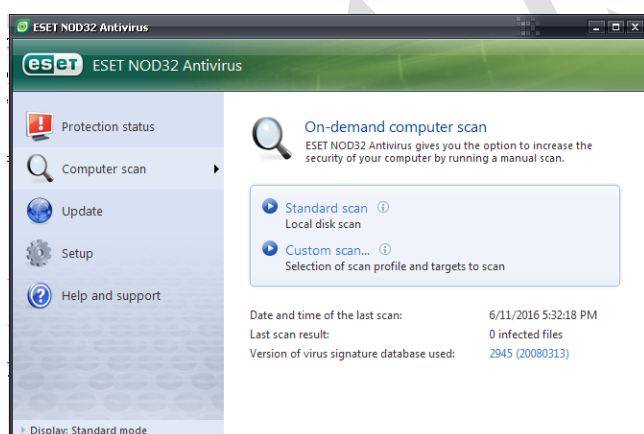 ESET NOD32 Antivirus
eset ESET NOD32 Antivirus
Protection status
Computer scan
Update
Setup
Help and support
On-demand computer scan
ESET NOD32 Antivirus gives you the option to increase the
security of your computer by running a manual scan.
Standard scan
Local disk scan
Custom scan...
Selection of scan profile and targets to scan
Date and time of the last scan: 6/11/2016 5:32:18 PM
Last scan result: 0 infected files
Version of virus signature database used: 2945 (20080313)
Display: Standard mode